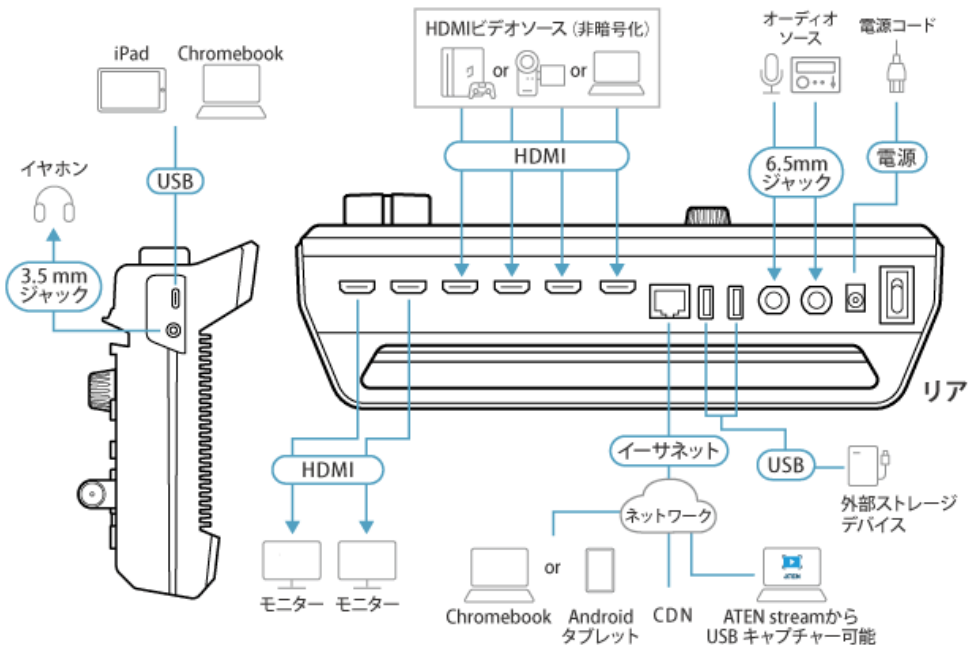 HDMIビデオソース（非暗号化）
or
or
オーディオ
ソース
電源コード
iPad
Chromebook
HDMI
6.5mm
ジャック
電源
イヤホン
USB
3.5 mm
ジャック
リア
HDMI
イーサネット
USB
ネットワーク
外部ストレージ
デバイス
モニター
モニター
or
Chromebook
Android
タブレット
CDN
ATEN
ATEN streamから
USB キャプチャー可能